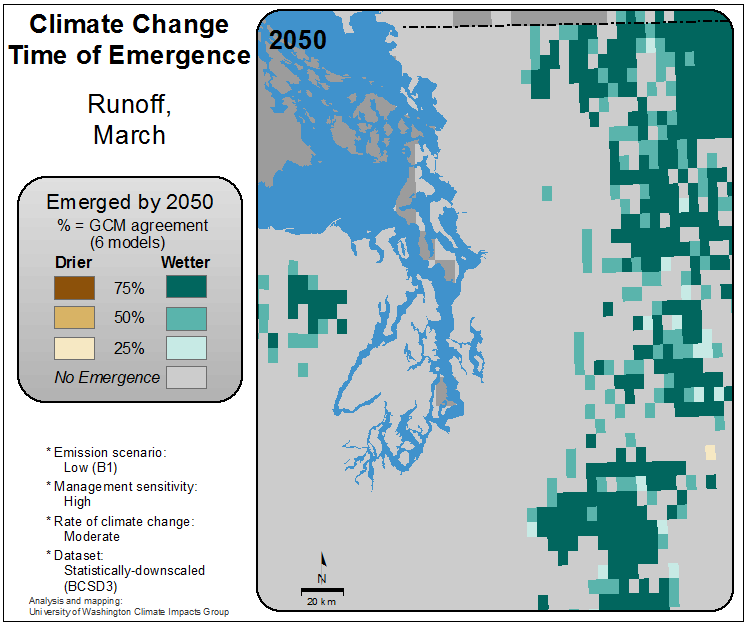 Climate Change
Time of Emergence
Runoff,
March
Emerged by 2050
% = GCM agreement
(6 models)
Drier Wetter
75%
50%
25%
No Emergence
* Emission scenario:
Low (B1)
* Management sensitivity:
High
* Rate of climate change:
Moderate
* Dataset:
Statistically-downscaled
(BCSD3)
Analysis and mapping:
University of Washington Climate Impacts Group
2050
N
20 km